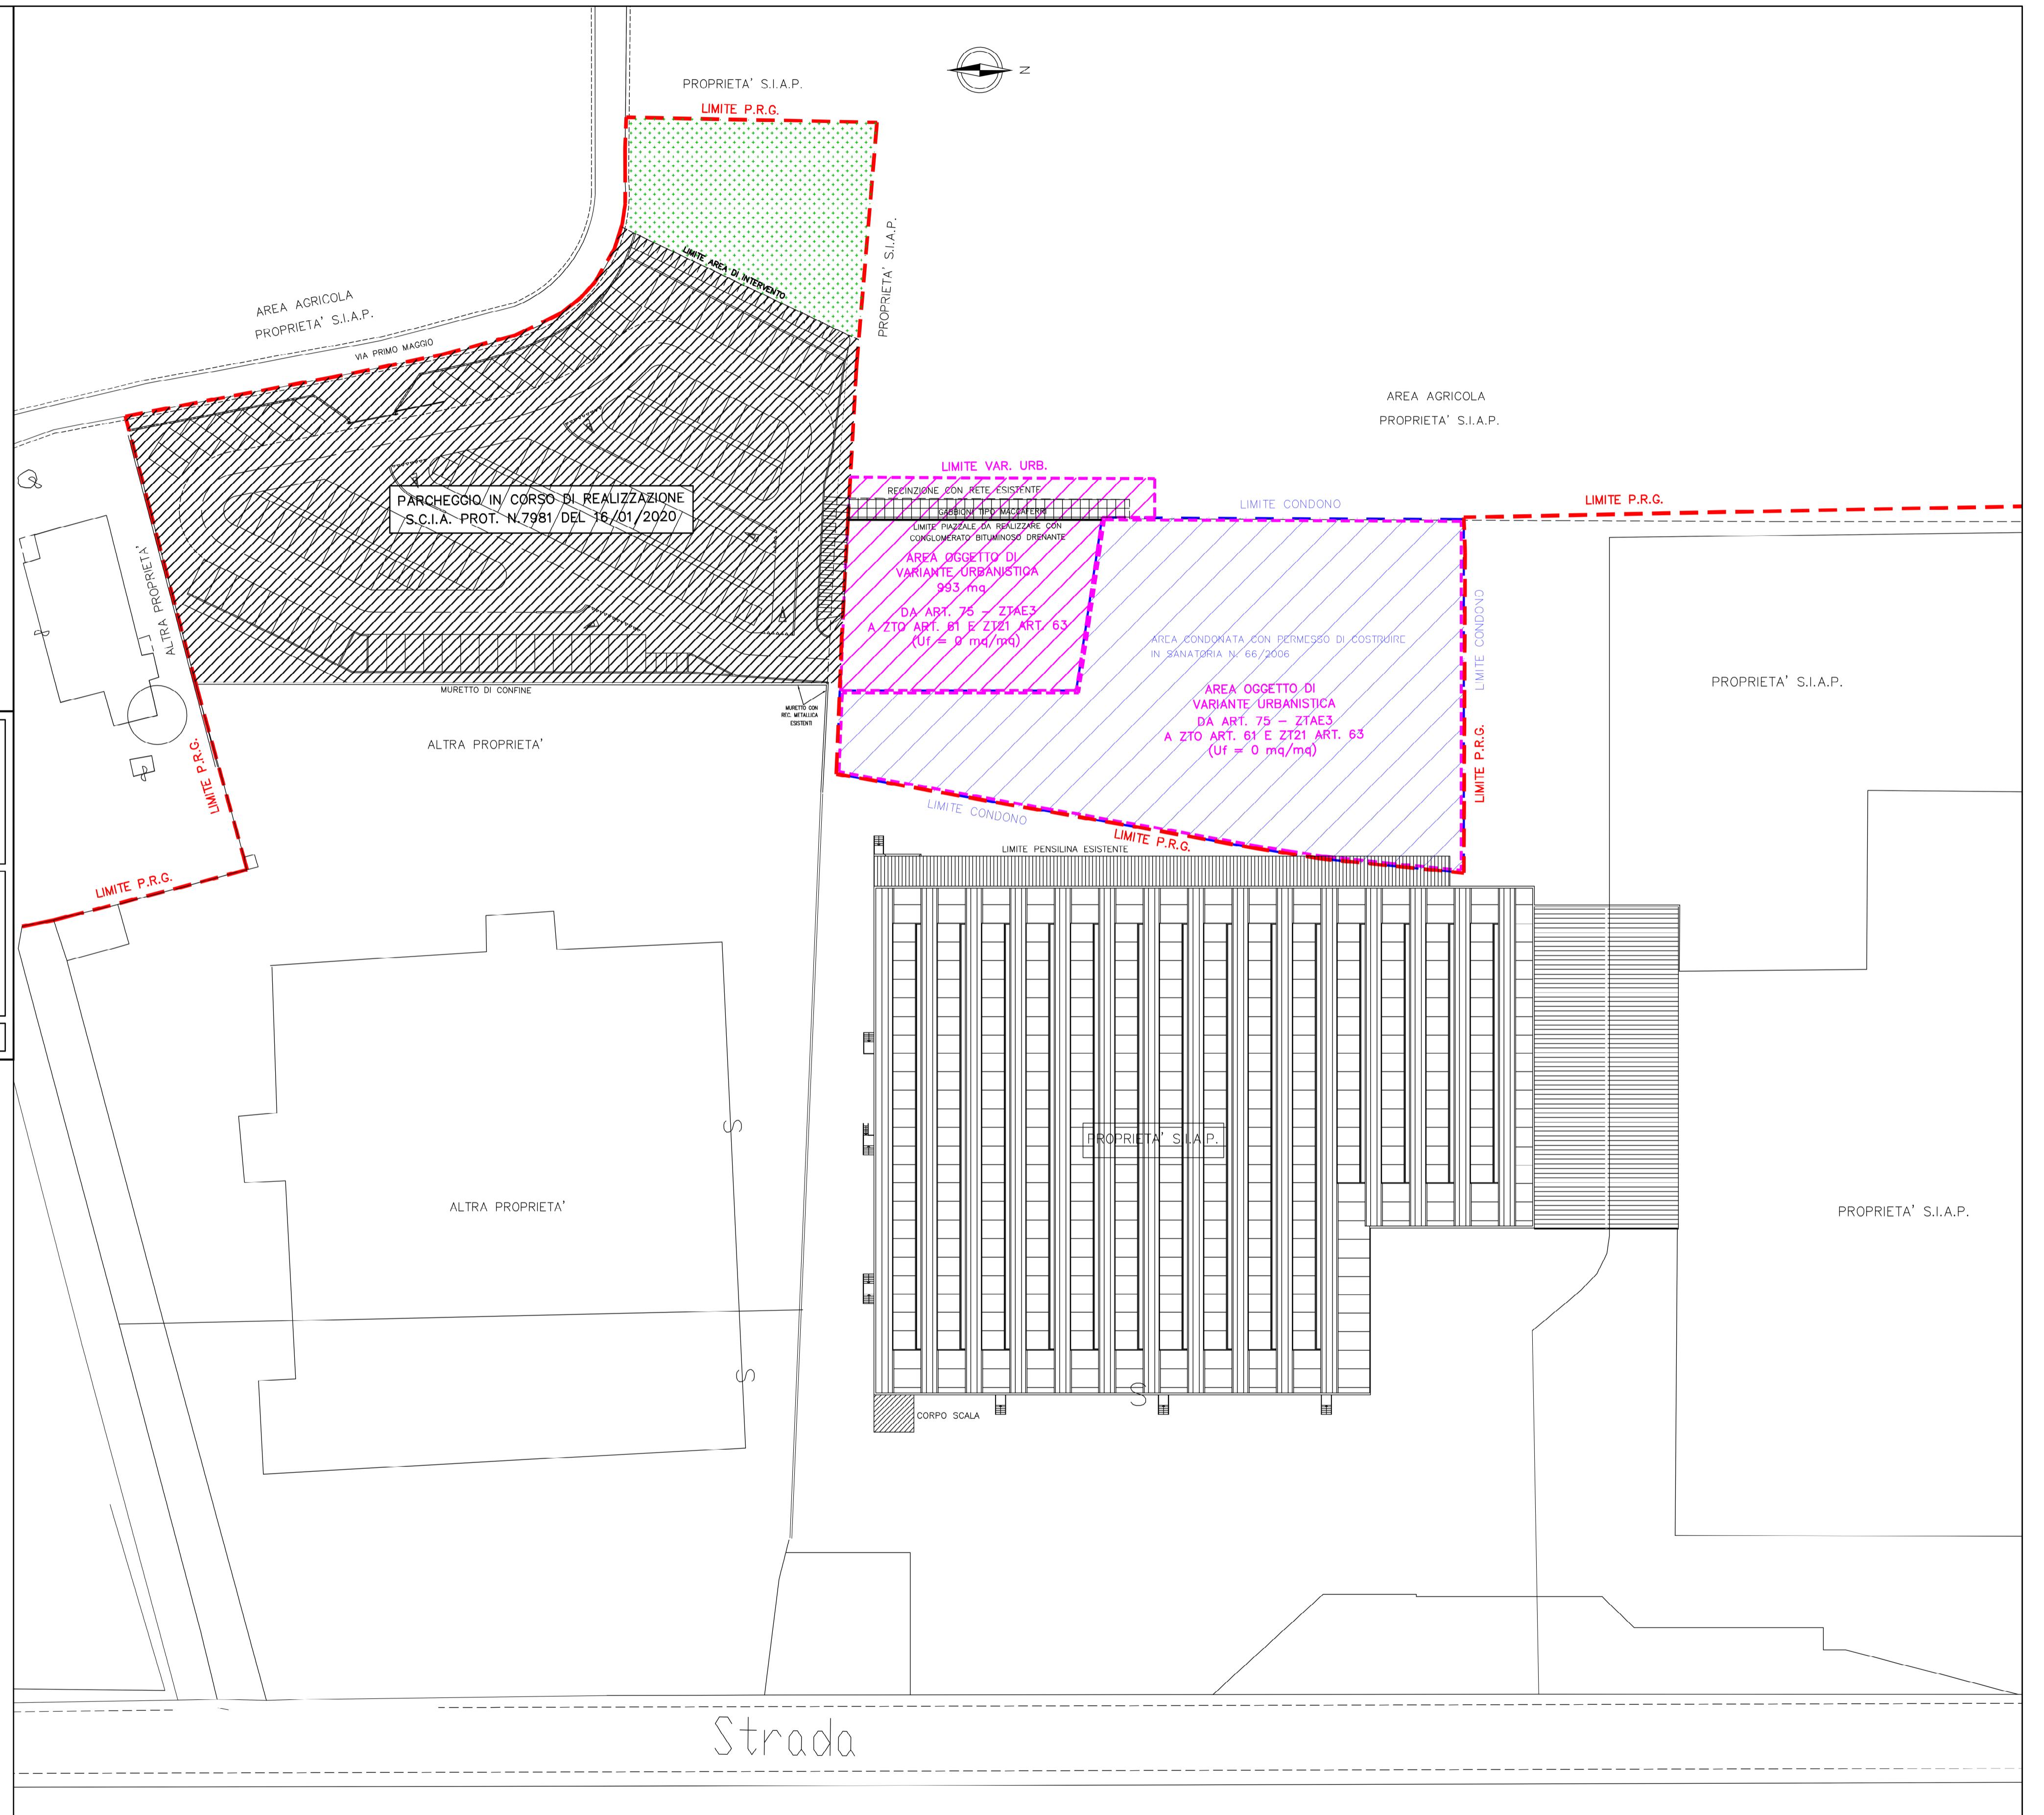 PROPRIETA' S.I.A.P.
N
LIMITE P.R.G.
PROPRIETA' S.I.A.P.
LIMITE AREA DI INTERVENTO
AREA AGRICOLA
PROPRIETA' S.I.A.P.
VIA PRIMO MAGGIO
AREA AGRICOLA
PROPRIETA' S.I.A.P.
LIMITE VAR. URB.
RECINZIONE CON RETE ESISTENTE
GABBIONI TIPO MACCAFERRI
LIMITE PIAZZALE DA REALIZZARE CON
CONGLOMERATO BITUMINOSO DRENANTE
LIMITE CONDONO
LIMITE P.R.G.
PARCHEGGIO IN CORSO DI REALIZZAZIONE
S.C.I.A. PROT. N.7981 DEL 16/01/2020
AREA OGGETTO DI
VARIANTE URBANISTICA
993 mq
DA ART. 75 - ZTAE3
A ZTO ART. 61 E ZT21 ART. 63
(Uf = 0 mq/mq)
ALTRA PROPRIETA'
AREA CONDONATA CON PERMESSO DI COSTRUIRE
IN SANATORIA N. 66/2006
LIMITE CONDONO
AREA OGGETTO DI
VARIANTE URBANISTICA
DA ART. 75 - ZTAE3
A ZTO ART. 61 E ZT21 ART. 63
(Uf = 0 mq/mq)
PROPRIETA' S.I.A.P.
MURETTO DI CONFINE
MURETTO CON
REC. METALLICA
ESISTENTI
ALTRA PROPRIETA'
LIMITE P.R.G.
LIMITE P.R.G.
LIMITE CONDONO
LIMITE P.R.G.
LIMITE PENSILINA ESISTENTE
LIMITE P.R.G.
PROPRIETA' S.I.A.P.
S
ALTRA PROPRIETA'
PROPRIETA' S.I.A.P.
S
S
CORPO SCALA
Strada